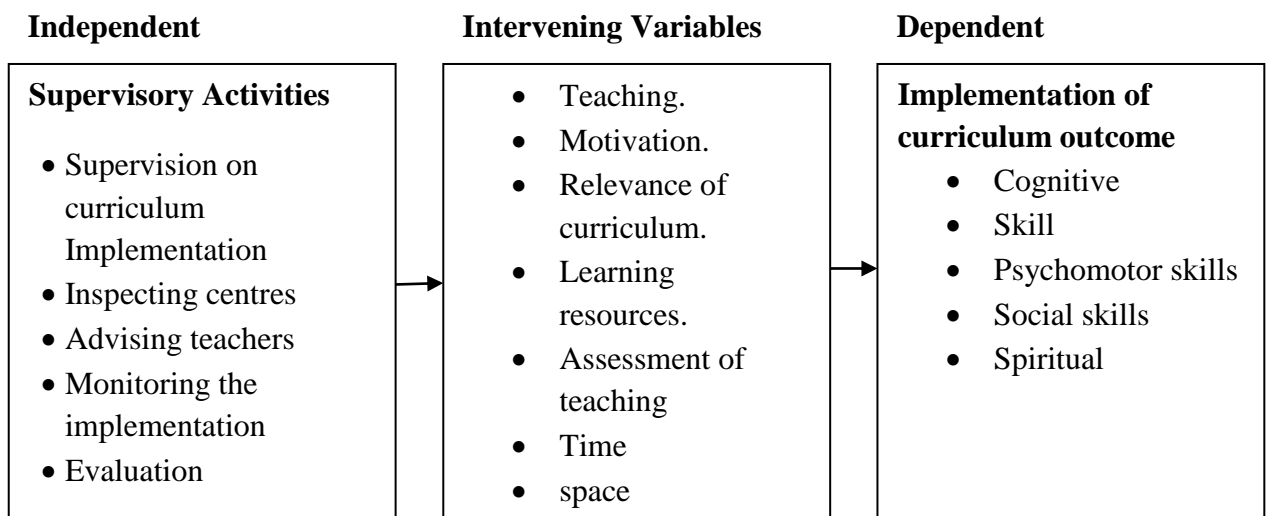 Independent
Intervening Variables
Dependent
Supervisory Activities
• Supervision on
curriculum
Implementation
• Inspecting centres
• Advising teachers
• Monitoring the
implementation
• Evaluation
• Teaching.
• Motivation.
• Relevance of
curriculum.
• Learning
resources.
• Assessment of
teaching
• Time
• space
Implementation of
curriculum outcome
• Cognitive
• Skill
• Psychomotor skills
• Social skills
• Spiritual